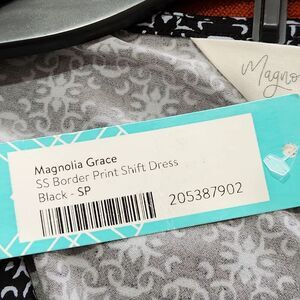 Magno
Magnolia Grace
SS Border Print Shift Dress
Black - SP
205387902